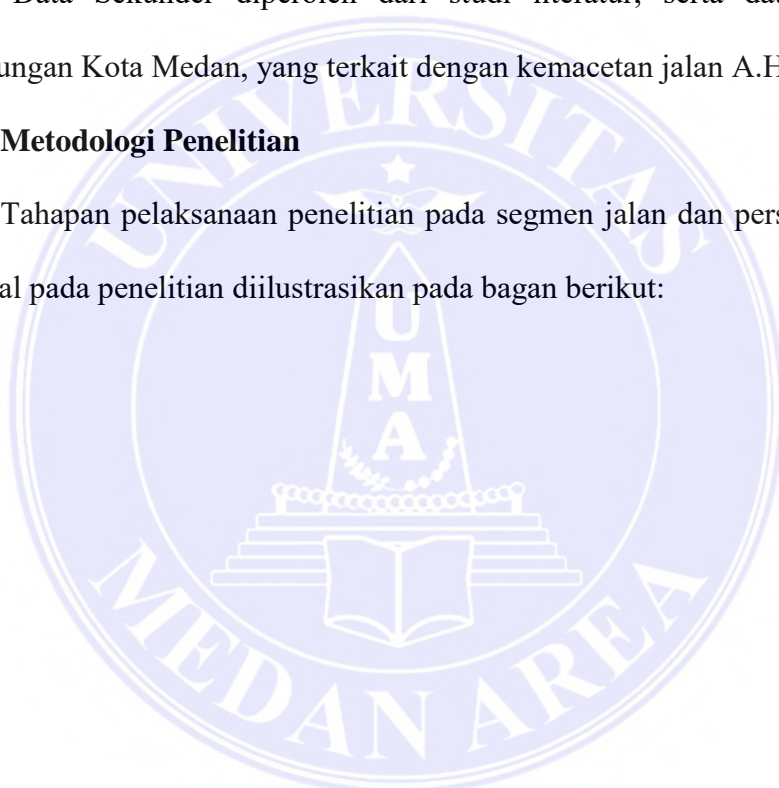 Data Sekunder diperoleh dari studi literatur, serta
ungan Kota Medan, yang terkait dengan kemacetan jalan A.H
Metodologi Penelitian
Tahapan pelaksanaan penelitian pada segmen jalan dan pers
al pada penelitian diilustrasikan pada bagan berikut:
UNIVERSITAS
UMA
MEDAN AREA